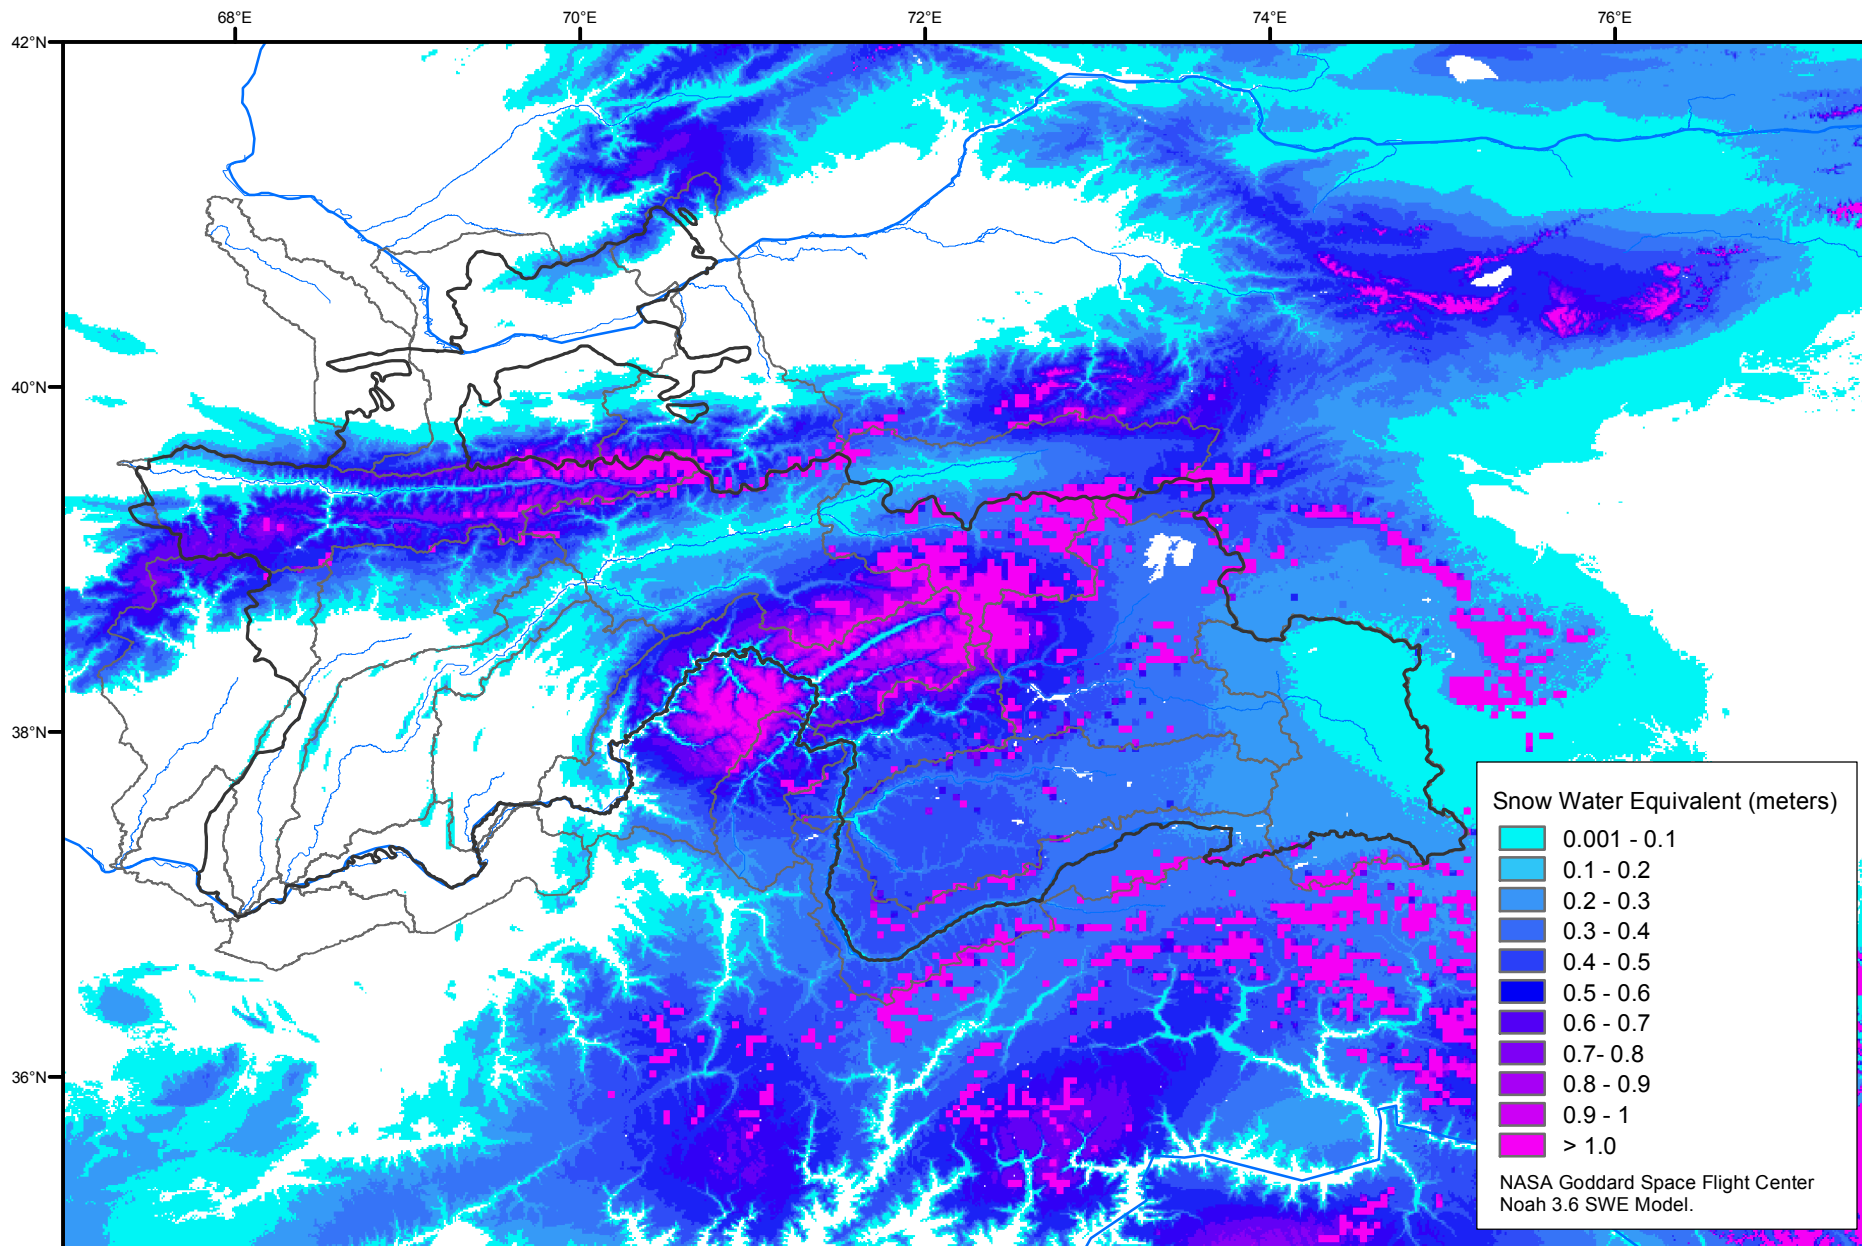 68°E
70°E
72°E
74°E
76°E
42°N
40°N
38°N
36°N
Snow Water Equivalent (meters)
0.001 - 0.1
0.1 - 0.2
0.2 - 0.3
0.3 - 0.4
0.4 - 0.5
0.5 - 0.6
0.6 - 0.7
0.7- 0.8
0.8 - 0.9
0.9 - 1
> 1.0
NASA Goddard Space Flight Center
Noah 3.6 SWE Model.